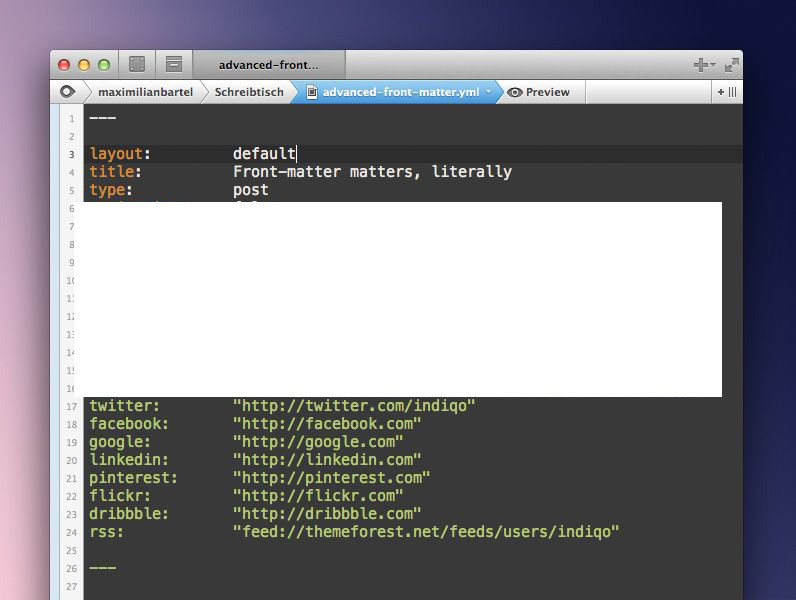 advanced-front...
maximilianbartel Schreibtisch advanced-front-matter.yml Preview
1 ---
2
3 layout: default
4 title: Front-matter matters, literally
5 type: post
6
7
8
9
10
11
12
13
14
15
16
17 twitter: "http://twitter.com/indiqo"
18 facebook: "http://facebook.com"
19 google: "http://google.com"
20 linkedin: "http://linkedin.com"
21 pinterest: "http://pinterest.com"
22 flickr: "http://flickr.com"
23 dribbble: "http://dribbble.com"
24 rss: "feed://themeforest.net/feeds/users/indiqo"
25
26 ---
27